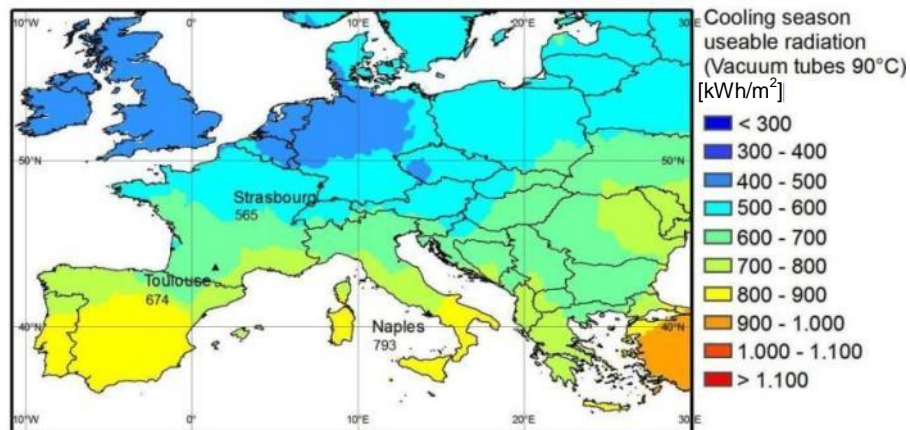 10°W 0° 10°E 20°E 30°E
Cooling season
useable radiation
(Vacuum tubes 90°C)
[kWh/m²]
< 300
300 - 400
400 - 500
500 - 600
600 - 700
700 - 800
800 - 900
900 - 1.000
1.000 - 1.100
> 1.100
50°N 50°N
Strasbourg
565
Toulouse
674
Naples
793
40°N 40°N
10°W 0° 10°E 20°E 30°E